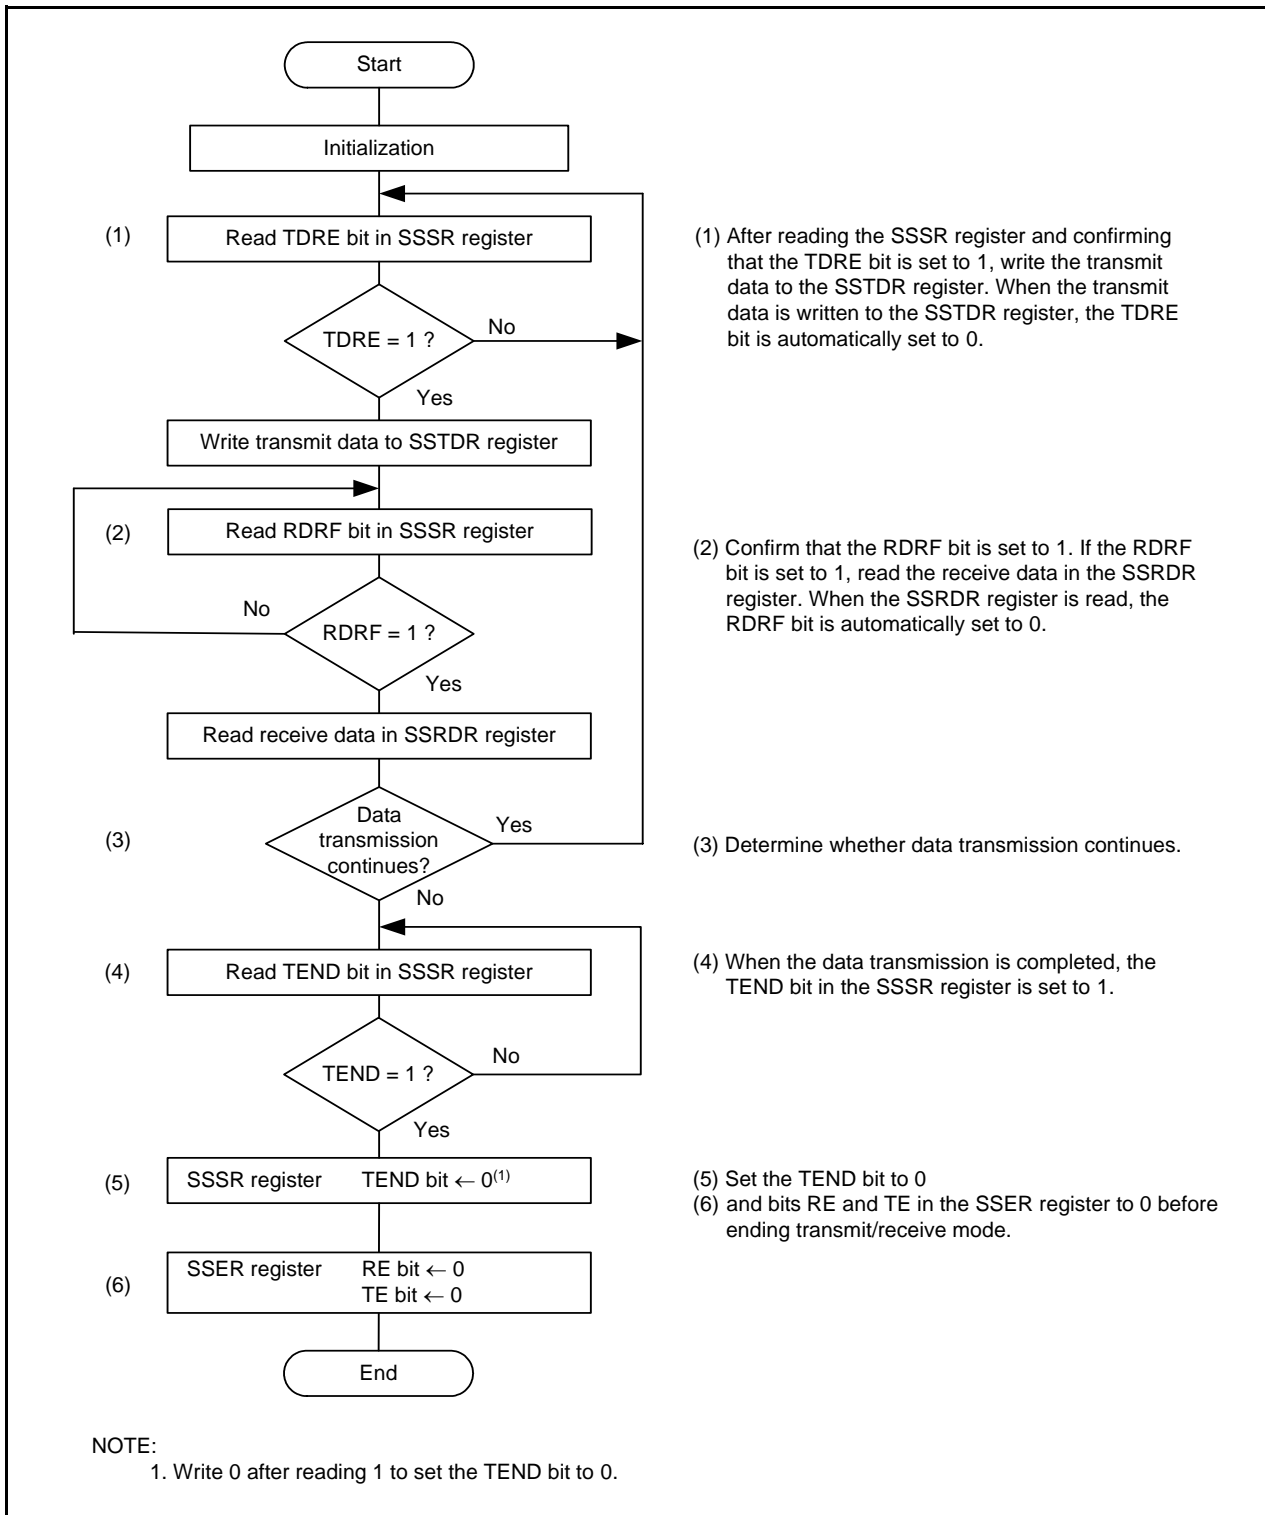 Start
Initialization
(1)
Read TDRE bit in SSSR register
TDRE = 1 ?
No
Yes
Write transmit data to SSTDR register
(2)
Read RDRF bit in SSSR register
No
RDRF = 1 ?
Yes
Read receive data in SSRDR register
(3)
Data
transmission
continues?
Yes
No
(4)
Read TEND bit in SSSR register
TEND = 1 ?
No
Yes
(5)
SSSR register TEND bit ← 0(1)
(6)
SSER register RE bit ← 0
TE bit ← 0
End
(1) After reading the SSSR register and confirming
that the TDRE bit is set to 1, write the transmit
data to the SSTDR register. When the transmit
data is written to the SSTDR register, the TDRE
bit is automatically set to 0.
(2) Confirm that the RDRF bit is set to 1. If the RDRF
bit is set to 1, read the receive data in the SSRDR
register. When the SSRDR register is read, the
RDRF bit is automatically set to 0.
(3) Determine whether data transmission continues.
(4) When the data transmission is completed, the
TEND bit in the SSSR register is set to 1.
(5) Set the TEND bit to 0
(6) and bits RE and TE in the SSER register to 0 before
ending transmit/receive mode.
NOTE:
1. Write 0 after reading 1 to set the TEND bit to 0.